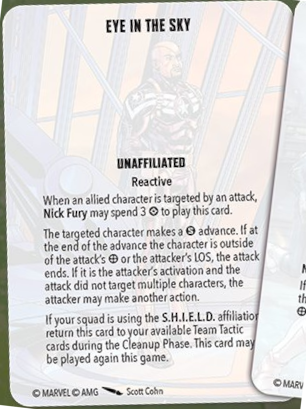 EYE IN THE SKY
UNAFFILIATED
Reactive
When an allied character is targeted by an attack,
Nick Fury may spend 3 to play this card.
The targeted character makes a S advance. If at
the end of the advance the character is outside
of the attack's or the attacker's LOS, the attack
ends. If it is the attacker's activation and the
attack did not target multiple characters, the
attacker may make another action.
If your squad is using the S.H.I.E.L.D. affiliation
return this card to your available Team Tactic
cards during the Cleanup Phase. This card may
be played again this game.
© MARVEL © AMG Scott Cohn
If
th
© MARV